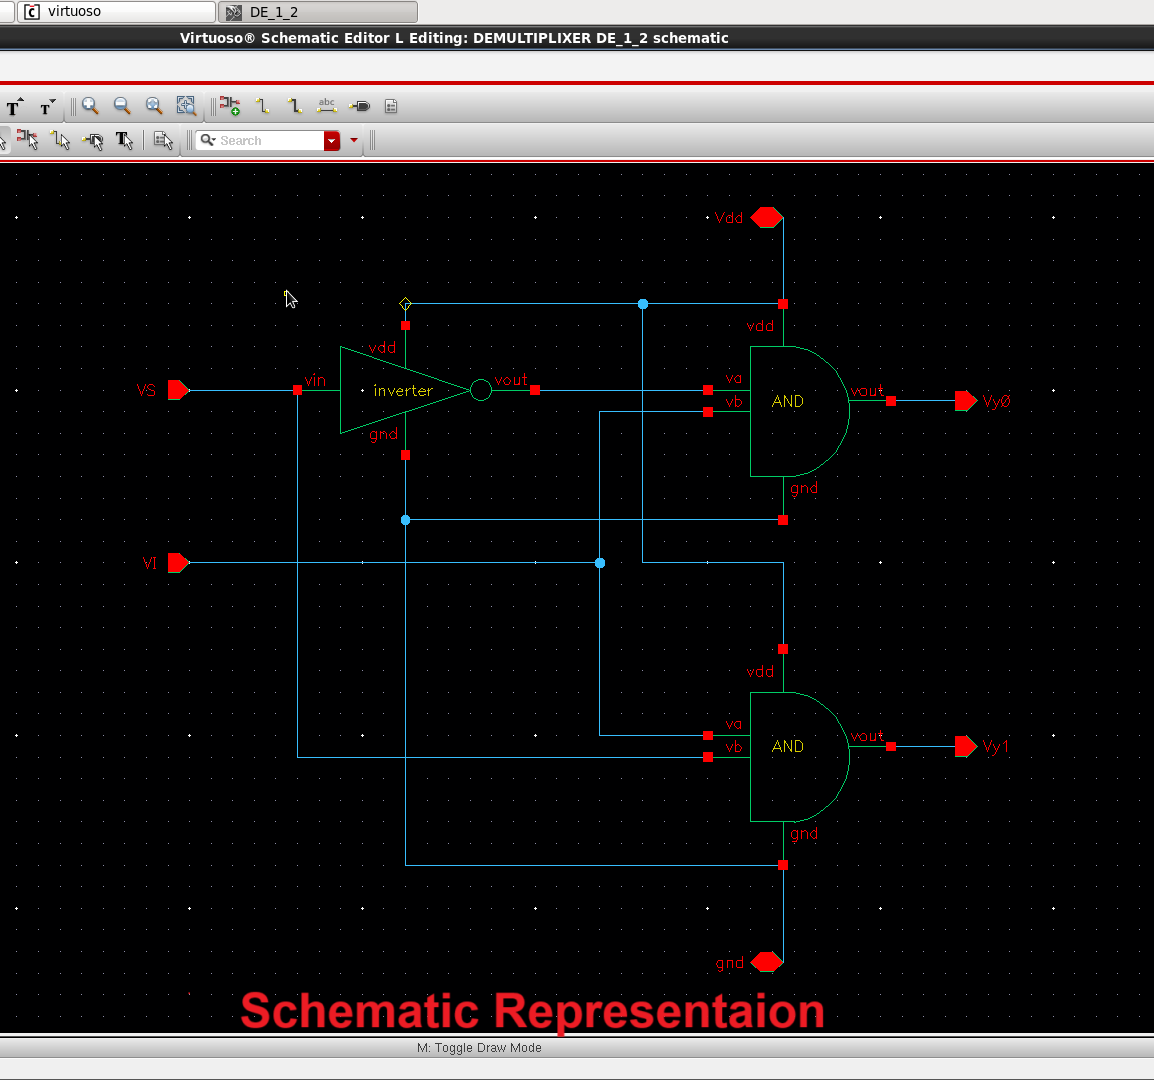 virtuoso
DE_1_2
Virtuoso® Schematic Editor L Editing: DEMULTIPLIXER DE_1_2 schematic
T T
abc
T
Search
Vdd
vdd
vdd
VS
vin
inverter
vout
va
vb
AND
vout
Vy0
gnd
gnd
VI
vdd
va
vb
AND
vout
Vy1
gnd
gnd
Schematic Representaion
M: Toggle Draw Mode